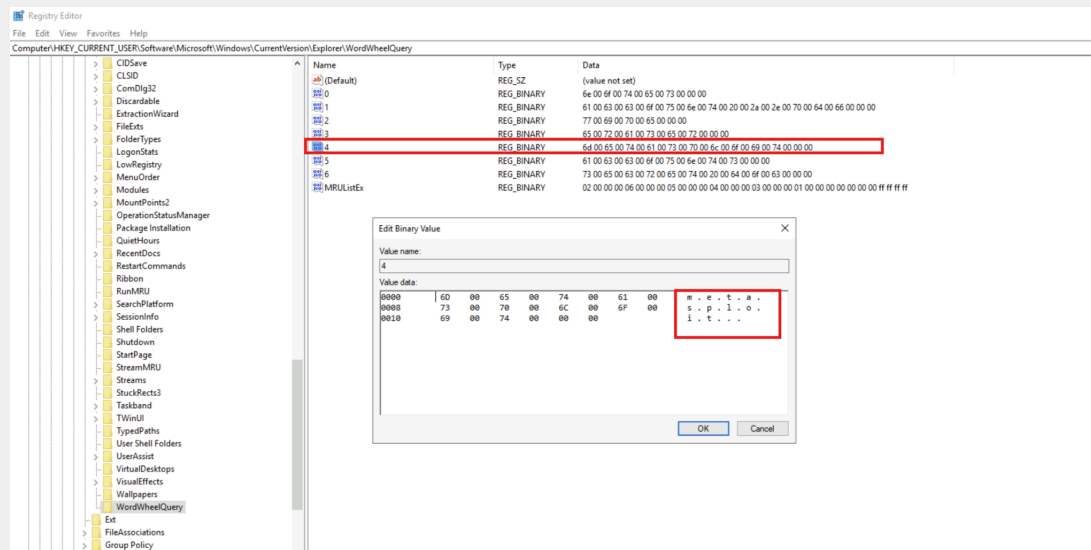 Registry Editor
File Edit View Favorites Help
Computer\HKEY_CURRENT_USER\Software\Microsoft\Windows\CurrentVersion\Explorer\WordWheelQuery
CIDSave
CLSID
ComDlg32
Discardable
ExtractionWizard
FileExts
FolderTypes
LogonStats
LowRegistry
MenuOrder
Modules
MountPoints2
OperationStatusManager
Package Installation
QuietHours
RecentDocs
RestartCommands
Ribbon
RunMRU
SearchPlatform
SessionInfo
Shell Folders
Shutdown
StartPage
StreamMRU
Streams
StuckRects3
Taskband
TWinUI
TypedPaths
User Shell Folders
UserAssist
VirtualDesktops
VisualEffects
Wallpapers
WordWheelQuery
Ext
FileAssociations
Group Policy
Name Type Data
ab (Default) REG_SZ (value not set)
0 REG_BINARY 6e 00 6f 00 74 00 65 00 73 00 00 00
1 REG_BINARY 61 00 63 00 63 00 6f 00 75 00 6e 00 74 00 20 00 2a 00 2e 00 70 00 64 00 66 00 00 00
2 REG_BINARY 77 00 69 00 70 00 65 00 00 00
3 REG_BINARY 65 00 72 00 61 00 73 00 65 00 72 00 00 00
4 REG_BINARY 6d 00 65 00 74 00 61 00 73 00 70 00 6c 00 6f 00 69 00 74 00 00 00
5 REG_BINARY 61 00 63 00 63 00 6f 00 75 00 6e 00 74 00 73 00 00 00
6 REG_BINARY 73 00 65 00 63 00 72 00 65 00 74 00 20 00 64 00 6f 00 63 00 00 00
MRUListEx REG_BINARY 02 00 00 00 06 00 00 00 05 00 00 00 04 00 00 00 03 00 00 00 01 00 00 00 00 00 00 00 ff ff ff ff
Edit Binary Value
Value name:
4
Value data:
0000 6D 00 65 00 74 00 61 00 m . e . t . a .
0008 73 00 70 00 6C 00 6F 00 s . p . l . o .
0010 69 00 74 00 00 00 i . t . . .
OK Cancel